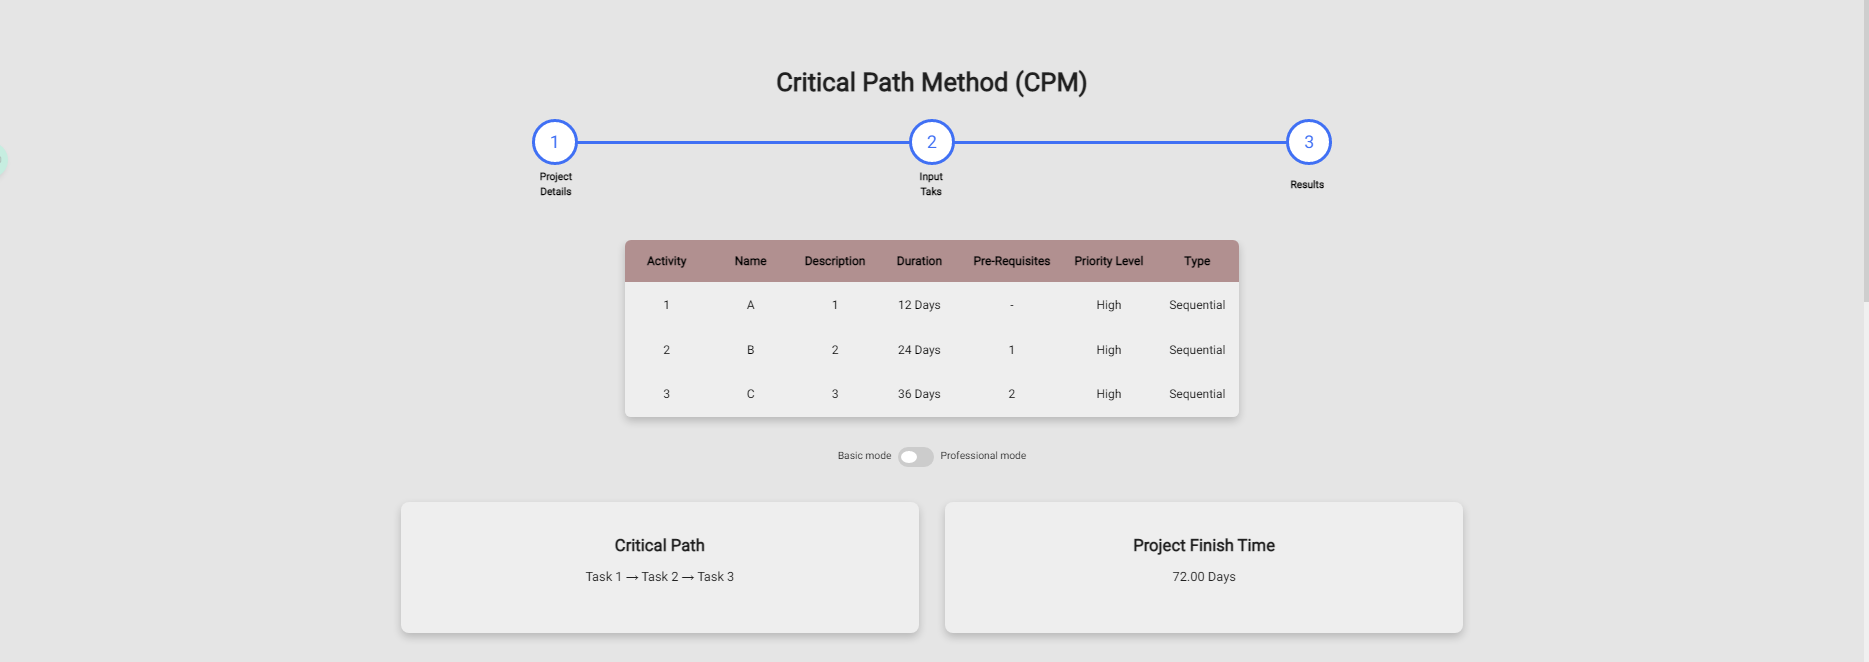 Critical Path Method (CPM)
1
2
3
Project
Details
Input
Taks
Results
Activity Name Description Duration Pre-Requisites Priority Level Type
1 A 1 12 Days - High Sequential
2 B 2 24 Days 1 High Sequential
3 C 3 36 Days 2 High Sequential
Basic mode Professional mode
Critical Path
Task 1 → Task 2 → Task 3
Project Finish Time
72.00 Days